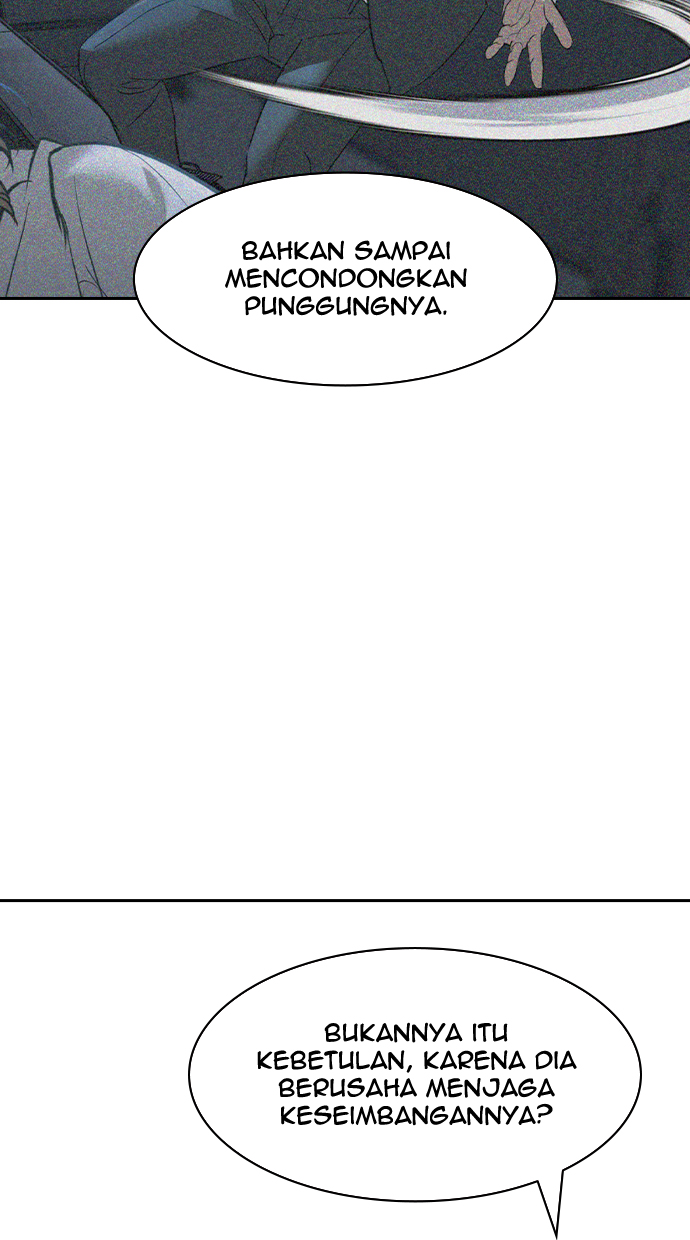 BAHKAN SAMPAI
MENCONDONGKAN
PUNGGUNGNYA.
BUKANNYA ITU
KEBETULAN, KARENA DIA
BERUSAHA MENJAGA
KESEIMBANGANNYA?